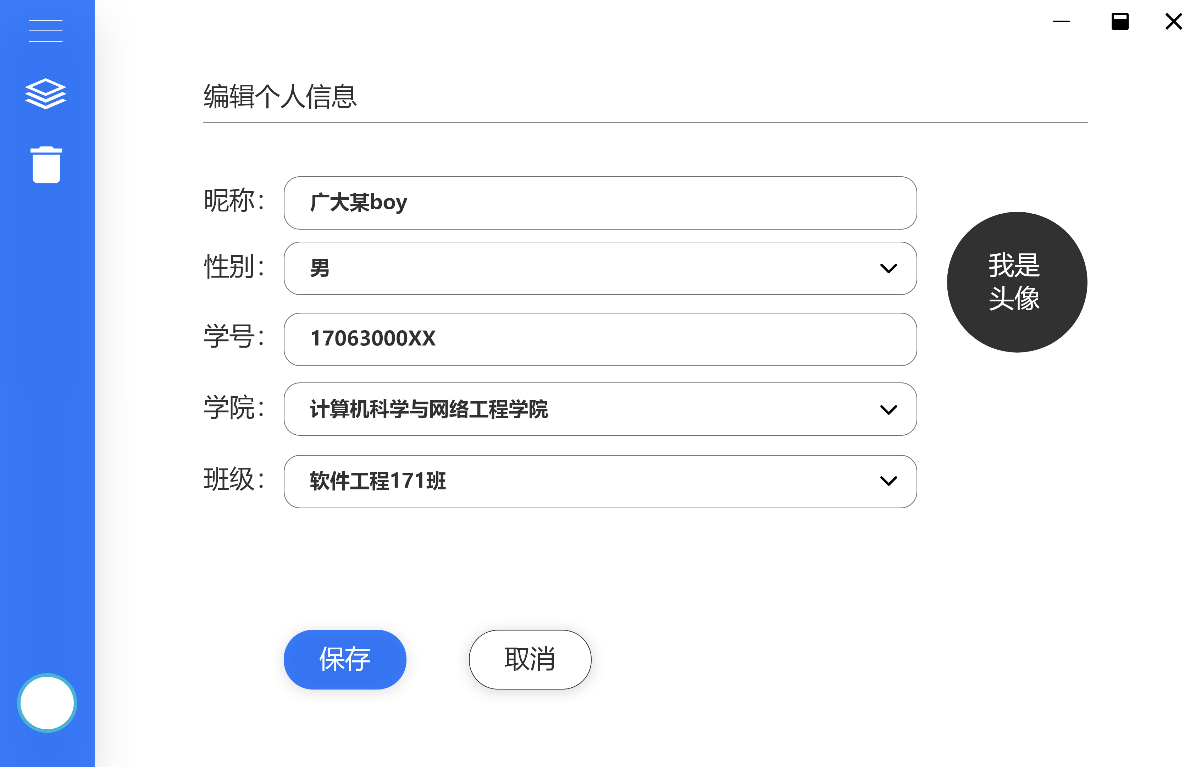 编辑个人信息
昵称： 广大某boy
性别： 男
我是
头像
学号： 17063000XX
学院： 计算机科学与网络工程学院
班级： 软件工程171班
保存 取消